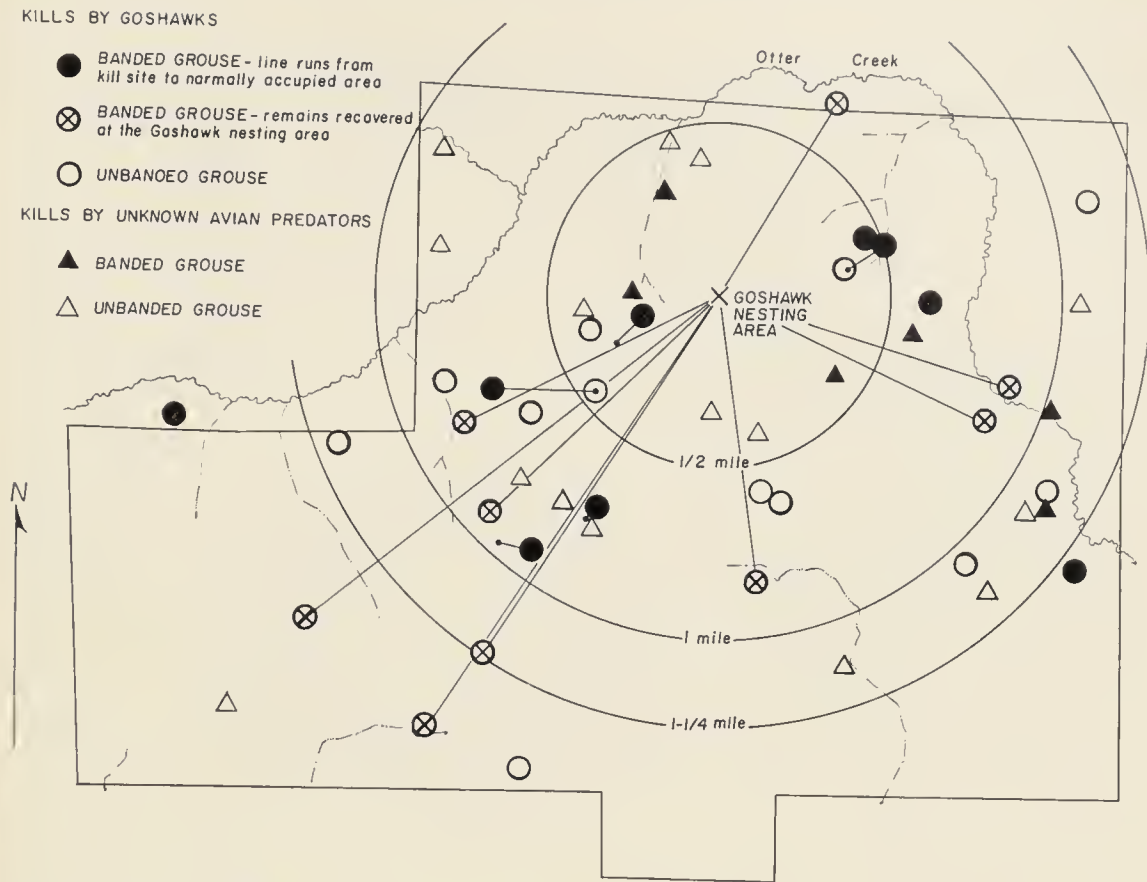 KILLS BY GOSHAWKS
BANDED GROUSE - line runs from
kill site to normally occupied area
BANDED GROUSE - remains recovered
at the Goshawk nesting area
UNBANDEO GROUSE
KILLS BY UNKNOWN AVIAN PREDATORS
BANDED GROUSE
UNBANDED GROUSE
Otter Creek
GOSHAWK
NESTING
AREA
1/2 mile
1 mile
1-1/4 mile
N